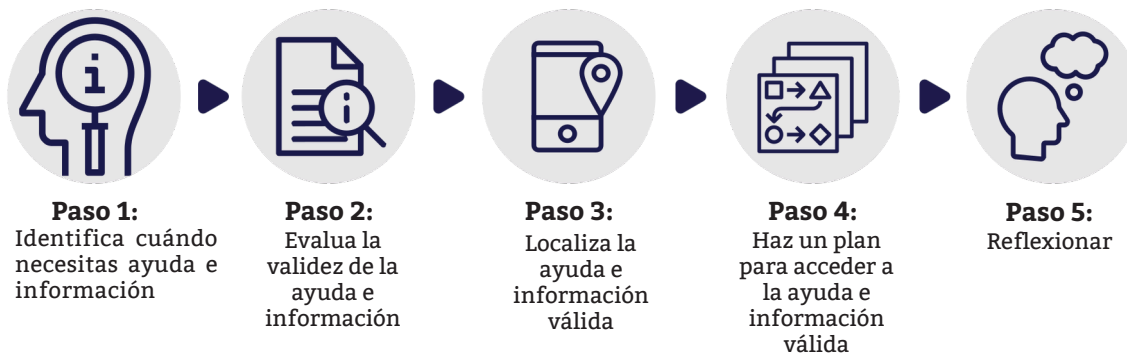 Paso 1:
Identifica cuándo
necesitas ayuda e
información
Paso 2:
Evalua la
validez de la
ayuda e
información
Paso 3:
Localiza la
ayuda e
información
válida
Paso 4:
Haz un plan
para acceder a
la ayuda e
información
válida
Paso 5:
Reflexionar